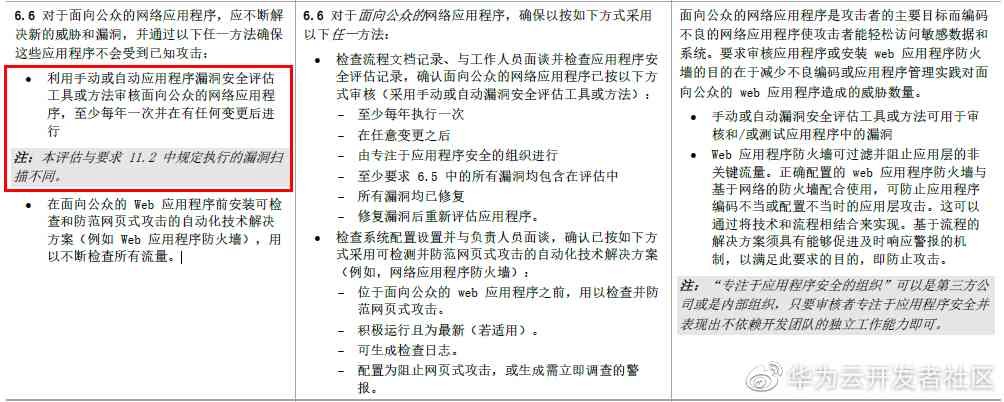 6.6 对于面向公众的网络应用程序，应不断解
决新的威胁和漏洞，并通过以下任一方法确保
这些应用程序不会受到已知攻击：
• 利用手动或自动应用程序漏洞安全评估
工具或方法审核面向公众的网络应用程
序，至少每年一次并在有任何变更后进
行
注：本评估与要求 11.2 中规定执行的漏洞扫
描不同。
• 在面向公众的 Web 应用程序前安装可检
查和防范网页式攻击的自动化技术解决
方案（例如 Web 应用程序防火墙），用
以不断检查所有流量。
6.6 对于面向公众的网络应用程序，确保以按如下方式采用
以下任一方法：
• 检查流程文档记录、与工作人员面谈并检查应用程序安
全评估记录，确认面向公众的网络应用程序已按以下方
式审核（采用手动或自动漏洞安全评估工具或方法）：
– 至少每年执行一次
– 在任意变更之后
– 由专注于应用程序安全的组织进行
– 至少要求 6.5 中的所有漏洞均包含在评估中
– 所有漏洞均已修复
– 修复漏洞后重新评估应用程序。
• 检查系统配置设置并与负责人员面谈，确认已按如下方
式采用可检测并防范网页式攻击的自动化技术解决方案
（例如，网络应用程序防火墙）：
– 位于面向公众的 web 应用程序之前，用以检查并防
范网页式攻击。
– 积极运行且为最新（若适用）。
– 可生成检查日志。
– 配置为阻止网页式攻击，或生成需立即调查的警
报。
面向公众的网络应用程序是攻击者的主要目标而编码
不良的网络应用程序使攻击者能轻松访问敏感数据和
系统。要求审核应用程序或安装 web 应用程序防火
墙的目的在于减少不良编码或应用程序管理实践对面
向公众的 web 应用程序造成的威胁数量。
• 手动或自动漏洞安全评估工具或方法可用于审
核和/或测试应用程序中的漏洞
• Web 应用程序防火墙可过滤并阻止应用层的非
关键流量。正确配置的 web 应用程序防火墙与
基于网络的防火墙配合使用，可防止应用程序
编码不当或配置不当时的应用层攻击。这可以
通过将技术和流程相结合来实现。基于流程的
解决方案须具有能够促进及时响应警报的机
制，以满足此要求的目的，即防止攻击。
注：“专注于应用程序安全的组织”可以是第三方公
司或是内部组织，只要审核者专注于应用程序安全并
表现出不依赖开发团队的独立工作能力即可。
华为云开发者社区